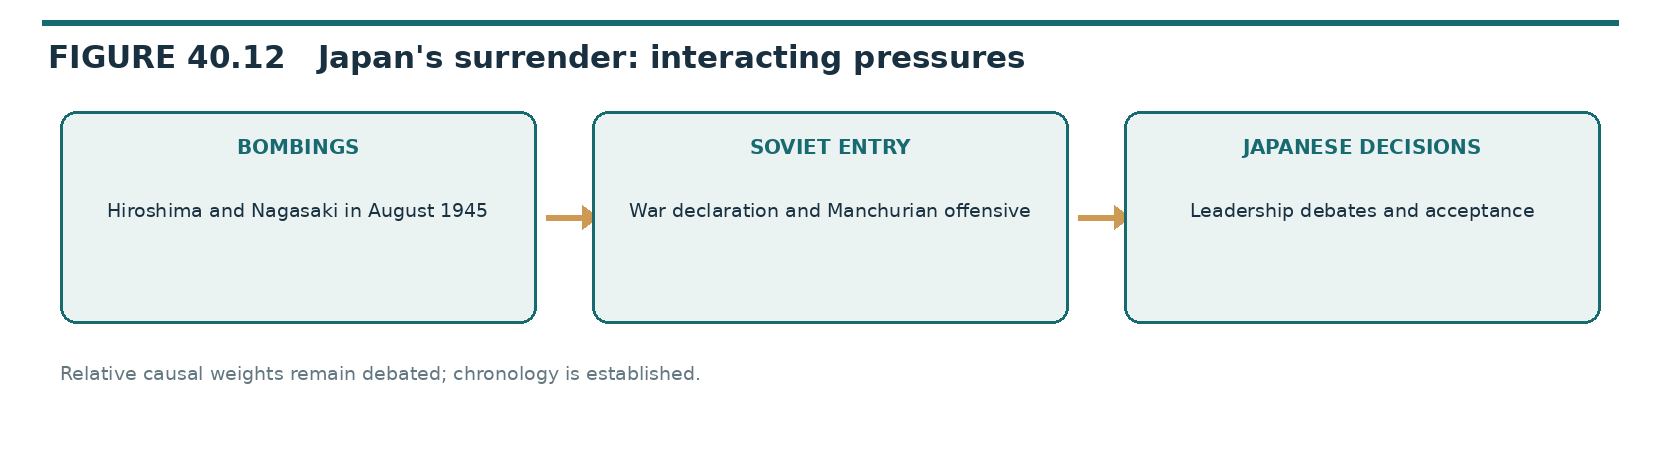 FIGURE 40.12 Japan's surrender: interacting pressures
BOMBINGS
Hiroshima and Nagasaki in August 1945
SOVIET ENTRY
War declaration and Manchurian offensive
JAPANESE DECISIONS
Leadership debates and acceptance
Relative causal weights remain debated; chronology is established.